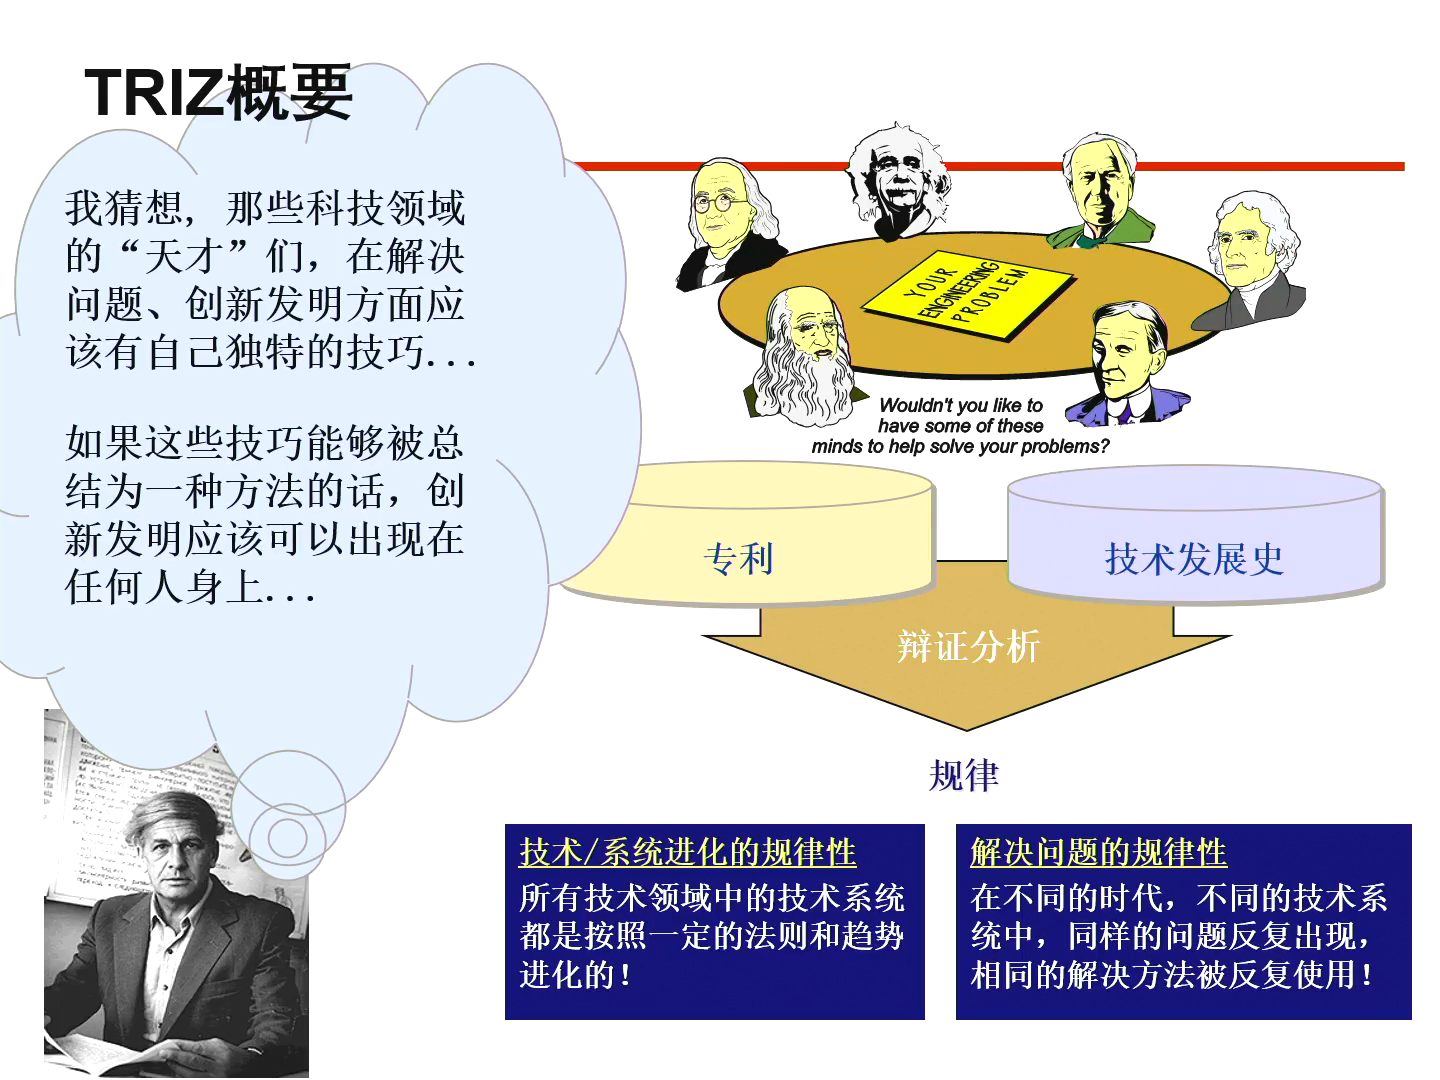 TRIZ概要
我猜想，那些科技领域
的“天才”们，在解决
问题、创新发明方面应
该有自己独特的技巧...
如果这些技巧能够被总
结为一种方法的话，创
新发明应该可以出现在
任何人身上...
YOUR
ENGINEERING
PROBLEM
Wouldn't you like to
have some of these
minds to help solve your problems?
专利
技术发展史
辩证分析
规律
技术/系统进化的规律性
所有技术领域中的技术系统
都是按照一定的法则和趋势
进化的！
解决问题的规律性
在不同的时代，不同的技术系
统中，同样的问题反复出现，
相同的解决方法被反复使用！